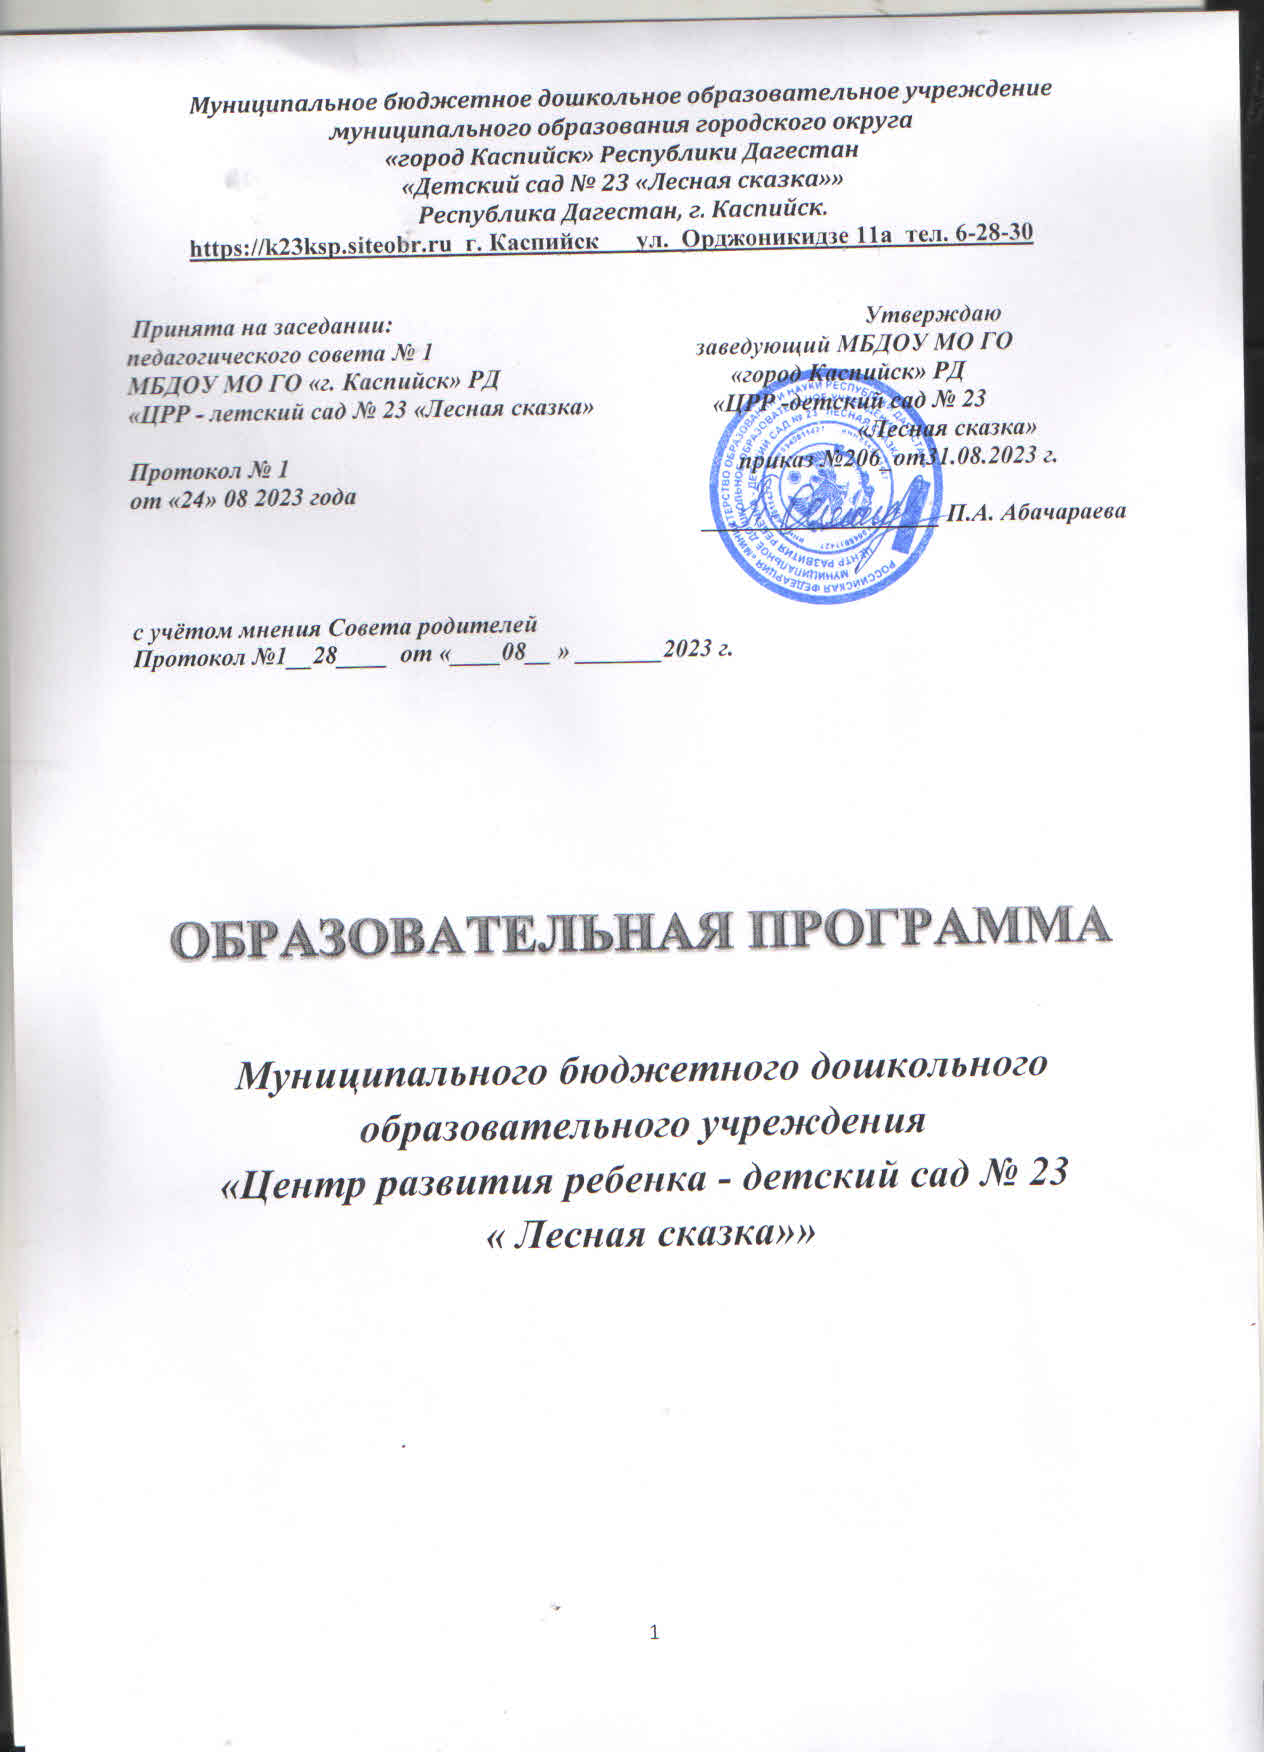 Муниципальное бюджетное дошкольное образовательное учреждение
муниципального образования городского округа
«город Каспийск» Республики Дагестан
«Детский сад № 23 «Лесная сказка»»
Республика Дагестан, г. Каспийск.
https://k23ksp.siteobr.ru г. Каспийск ул. Орджоникидзе 11а тел. 6-28-30
Принята на заседании:
педагогического совета № 1
МБДОУ МО ГО «г. Каспийск» РД
«ЦРР - летский сад № 23 «Лесная сказка»
Протокол № 1
от «24» 08 2023 года
Утверждаю
заведующий МБДОУ МО ГО
«город Каспийск» РД
«ЦРР -детский сад № 23
«Лесная сказка»
приказ №206 от31.08.2023 г.
П.А. Абачараева
с учётом мнения Совета родителей
Протокол №1__28____ от «____08__ » _______2023 г.
ОБРАЗОВАТЕЛЬНАЯ ПРОГРАММА
Муниципального бюджетного дошкольного
образовательного учреждения
«Центр развития ребенка - детский сад № 23
« Лесная сказка»»
1